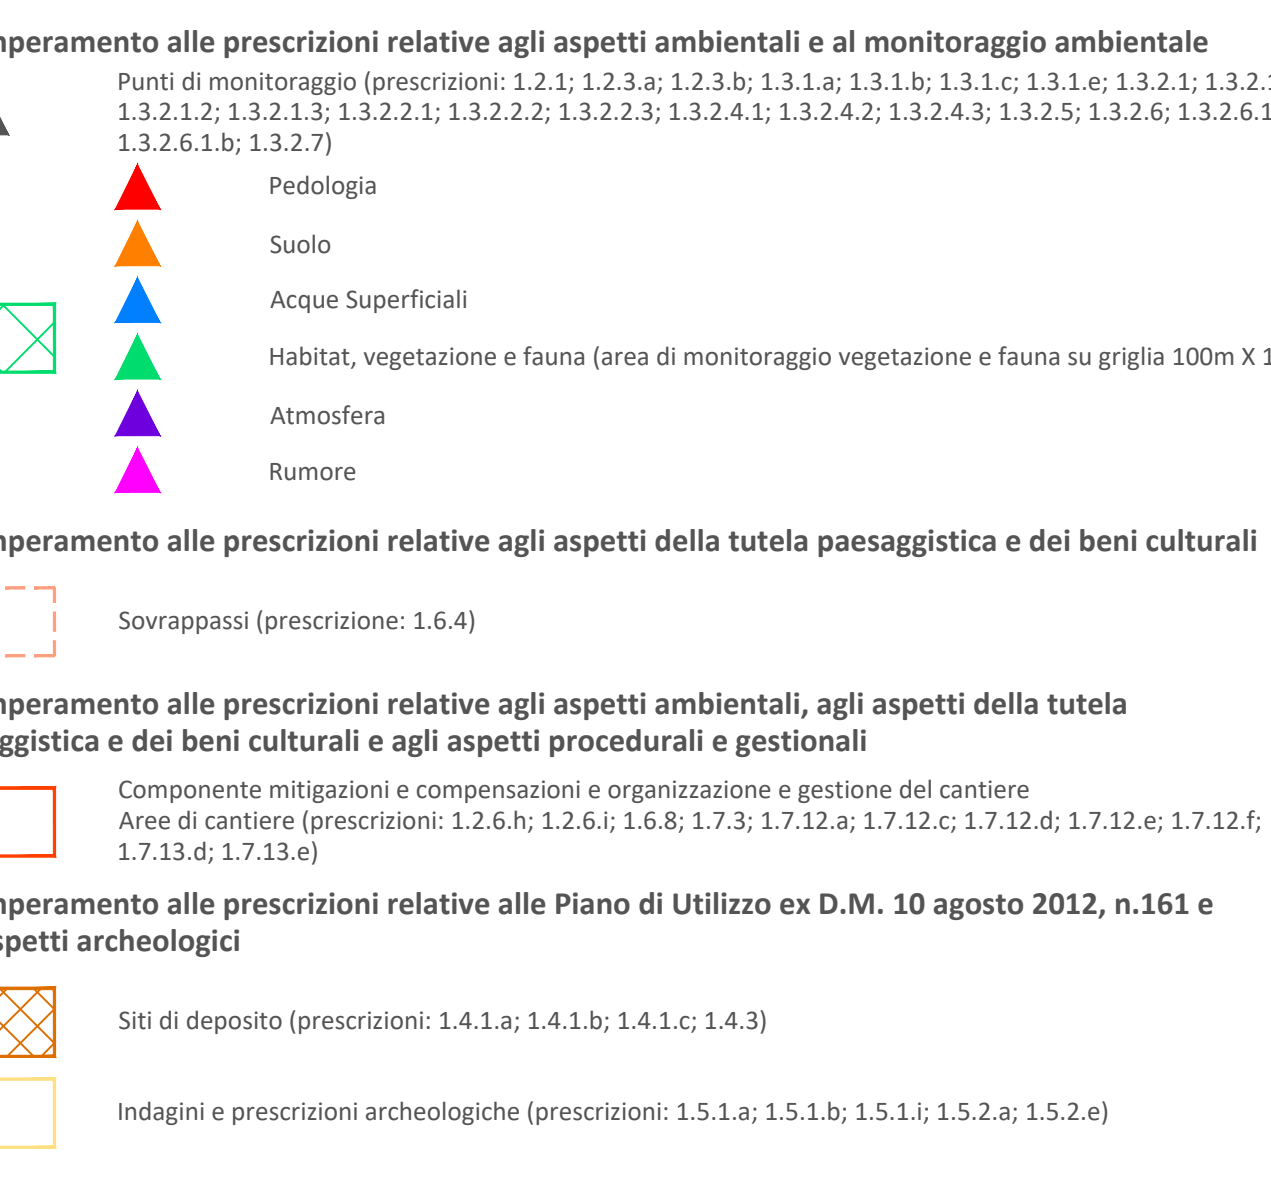 mperamento alle prescrizioni relative agli aspetti ambientali e al monitoraggio ambientale
Punti di monitoraggio (prescrizioni: 1.2.1; 1.2.3.a; 1.2.3.b; 1.3.1.a; 1.3.1.b; 1.3.1.c; 1.3.1.e; 1.3.2.1; 1.3.2.1
1.3.2.1.2; 1.3.2.1.3; 1.3.2.2.1; 1.3.2.2.2; 1.3.2.2.3; 1.3.2.4.1; 1.3.2.4.2; 1.3.2.4.3; 1.3.2.5; 1.3.2.6; 1.3.2.6.1
1.3.2.6.1.b; 1.3.2.7)
Pedologia
Suolo
Acque Superficiali
Habitat, vegetazione e fauna (area di monitoraggio vegetazione e fauna su griglia 100m X 1
Atmosfera
Rumore
mperamento alle prescrizioni relative agli aspetti della tutela paesaggistica e dei beni culturali
Sovrappassi (prescrizione: 1.6.4)
mperamento alle prescrizioni relative agli aspetti ambientali, agli aspetti della tutela
ggistica e dei beni culturali e agli aspetti procedurali e gestionali
Componente mitigazioni e compensazioni e organizzazione e gestione del cantiere
Aree di cantiere (prescrizioni: 1.2.6.h; 1.2.6.i; 1.6.8; 1.7.3; 1.7.12.a; 1.7.12.c; 1.7.12.d; 1.7.12.e; 1.7.12.f;
1.7.13.d; 1.7.13.e)
mperamento alle prescrizioni relative alle Piano di Utilizzo ex D.M. 10 agosto 2012, n.161 e
spetti archeologici
Siti di deposito (prescrizioni: 1.4.1.a; 1.4.1.b; 1.4.1.c; 1.4.3)
Indagini e prescrizioni archeologiche (prescrizioni: 1.5.1.a; 1.5.1.b; 1.5.1.i; 1.5.2.a; 1.5.2.e)